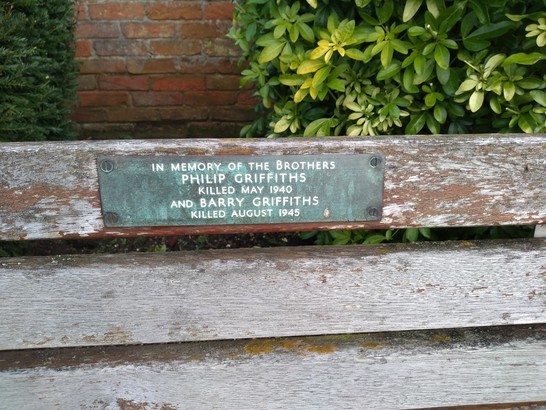 IN MEMORY OF THE BROTHERS
PHILIP GRIFFITHS
KILLED MAY 1940
AND BARRY GRIFFITHS
KILLED AUGUST 1945